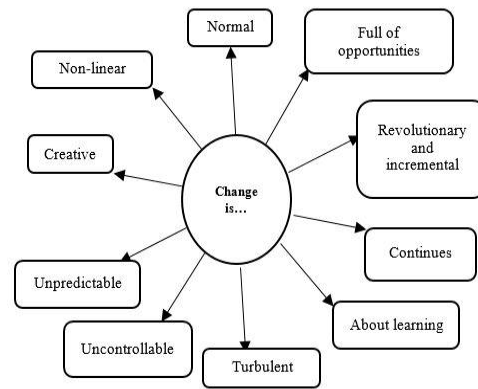 Normal
Full of
opportunities
Non-linear
Revolutionary
and
incremental
Creative
Change
is...
Continues
Unpredictable
About learning
Uncontrollable
Turbulent